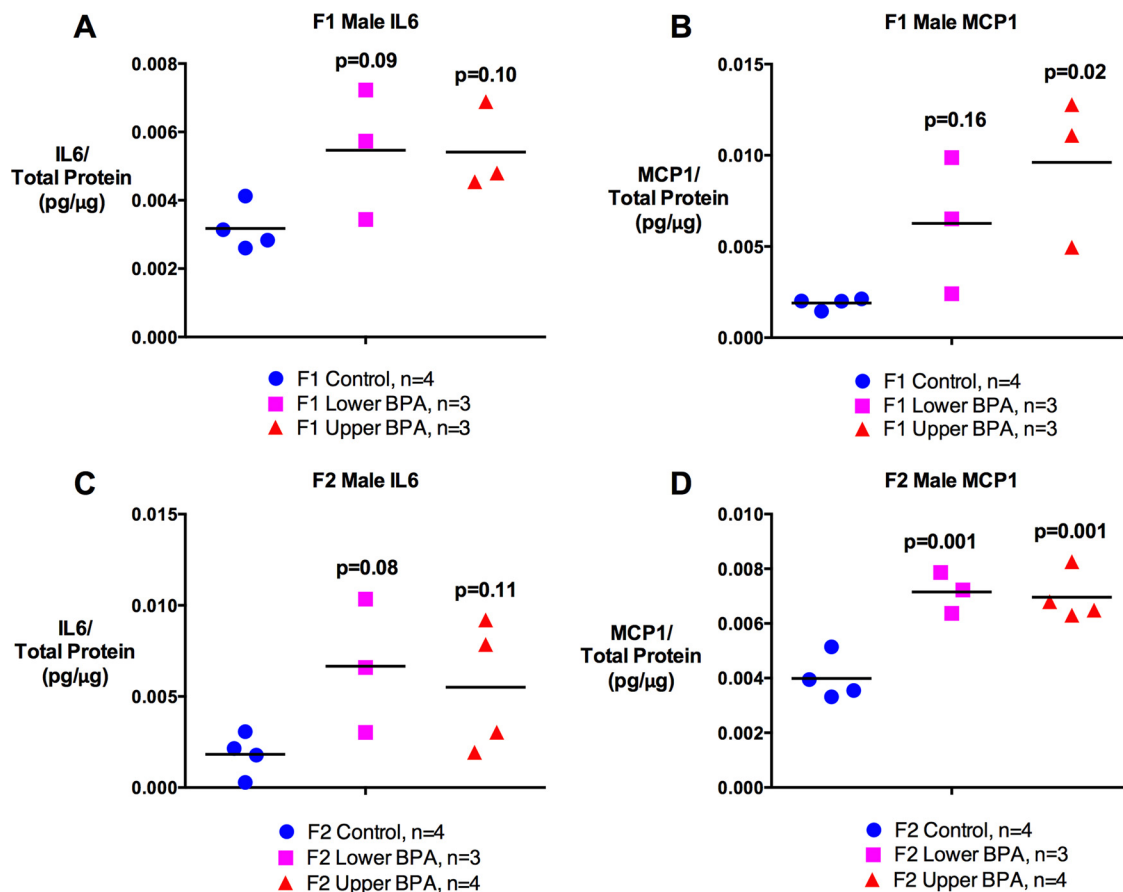 A
F1 Male IL6
0.008
0.006
0.004
0.002
0.000
IL6/
Total Protein
(pg/μg)
p=0.09
p=0.10
F1 Control, n=4
F1 Lower BPA, n=3
F1 Upper BPA, n=3
B
F1 Male MCP1
0.015
0.010
0.005
0.000
MCP1/
Total Protein
(pg/μg)
p=0.16
p=0.02
F1 Control, n=4
F1 Lower BPA, n=3
F1 Upper BPA, n=3
C
F2 Male IL6
0.015
0.010
0.005
0.000
IL6/
Total Protein
(pg/μg)
p=0.08
p=0.11
F2 Control, n=4
F2 Lower BPA, n=3
F2 Upper BPA, n=4
D
F2 Male MCP1
0.010
0.008
0.006
0.004
0.002
0.000
MCP1/
Total Protein
(pg/μg)
p=0.001
p=0.001
F2 Control, n=4
F2 Lower BPA, n=3
F2 Upper BPA, n=4